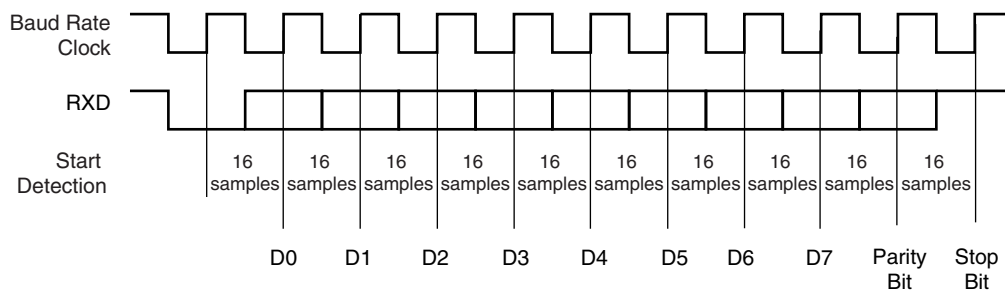 Baud Rate
Clock
RXD
Start
Detection
16 16 16 16 16 16 16 16 16 16
samples samples samples samples samples samples samples samples samples samples
D0 D1 D2 D3 D4 D5 D6 D7 Parity Stop
Bit Bit